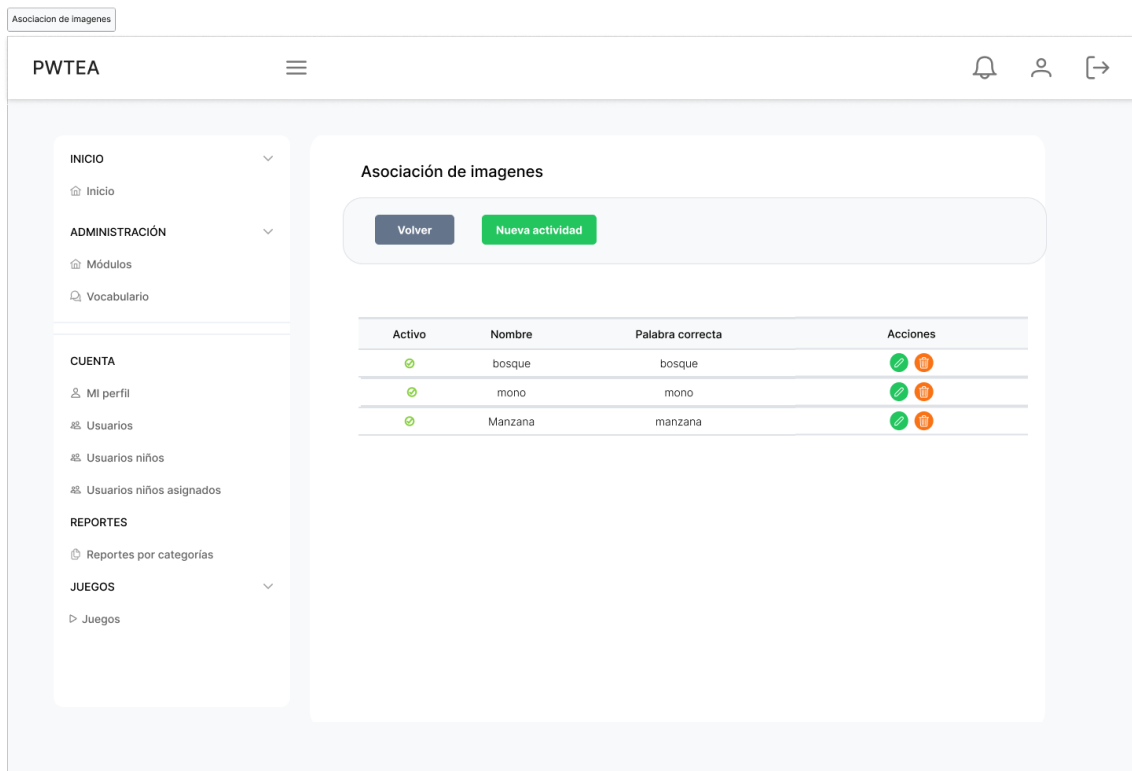 Asociacion de imagenes
PWTEA
INICIO
Inicio
ADMINISTRACIÓN
Módulos
Vocabulario
CUENTA
MI perfil
Usuarios
Usuarios niños
Usuarios niños asignados
REPORTES
Reportes por categorías
JUEGOS
Juegos
Asociación de imagenes
Volver Nueva actividad
Activo Nombre Palabra correcta Acciones
bosque bosque
mono mono
Manzana manzana